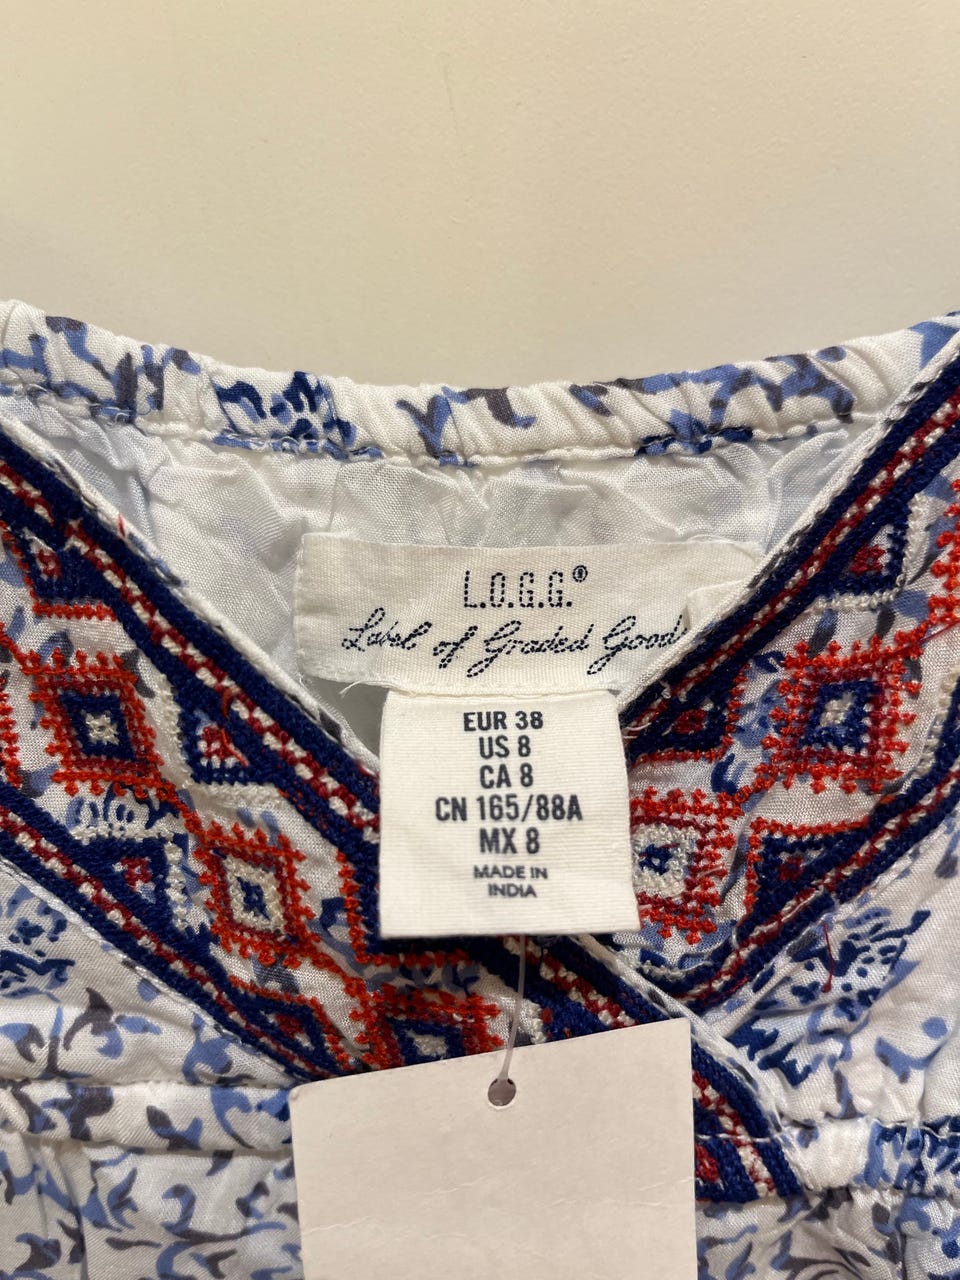 L.O.G.G.®
Label of Graded Goods
EUR 38
US 8
CA 8
CN 165/88A
MX 8
MADE IN
INDIA